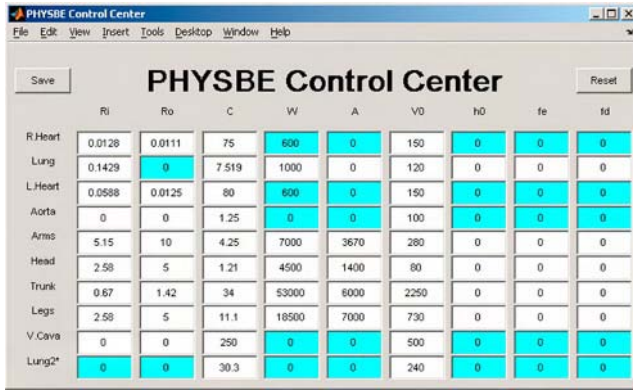 PHYSBE Control Center
File Edit View Insert Tools Desktop Window Help
Save PHYSBE Control Center Reset
Ri Ro C W A V0 h0 fe fd
R.Heart 0.0128 0.0111 75 600 0 150 0 0 0
Lung 0.1429 0 7.519 1000 0 120 0 0 0
L.Heart 0.0588 0.0125 80 600 0 150 0 0 0
Aorta 0 0 1.25 0 0 100 0 0 0
Arms 5.15 10 4.25 7000 3670 280 0 0 0
Head 2.58 5 1.21 4500 1400 80 0 0 0
Trunk 0.67 1.42 34 53000 6000 2250 0 0 0
Legs 2.58 5 11.1 18500 7000 730 0 0 0
V.Cava 0 0 250 0 0 500 0 0 0
Lung2* 0 0 30.3 0 0 240 0 0 0